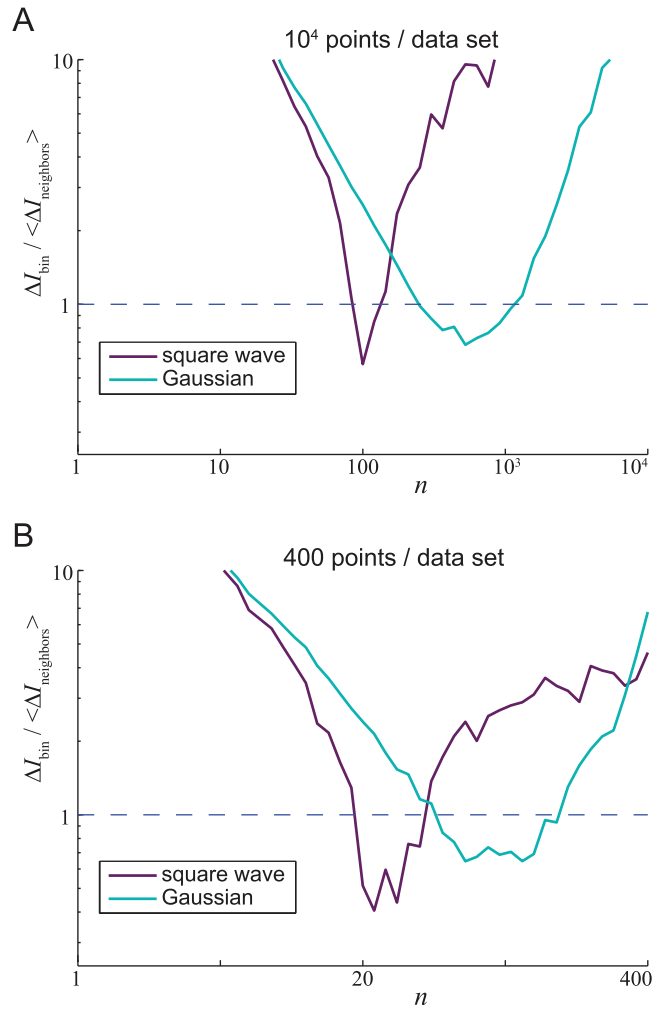 A
10⁴ points / data set
10
ΔI_bin / <ΔI_neighbors>
1
square wave
Gaussian
1
10
100
10³
10⁴
n
B
400 points / data set
10
ΔI_bin / <ΔI_neighbors>
1
square wave
Gaussian
1
20
400
n